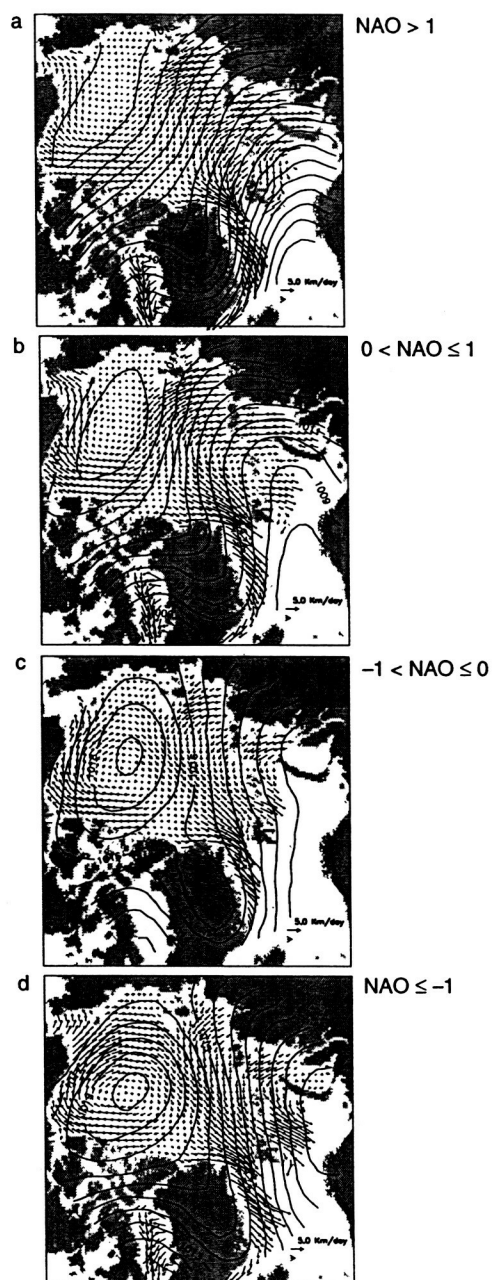 a
NAO > 1
5.0 Km/day
b
0 < NAO ≤ 1
1009
5.0 Km/day
c
–1 < NAO ≤ 0
5.0 Km/day
d
NAO ≤ –1
5.0 Km/day